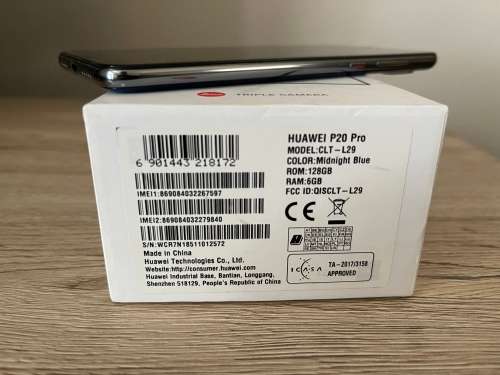 TRIPLE CAMERA
6 901443 218172
IMEI1:869084032267597
IMEI2:869084032279840
S/N:WCR7N18511012572
Made in China
Huawei Technologies Co., Ltd.
Website:http://consumer.huawei.com
Huawei Industrial Base, Bantian, Longgang,
Shenzhen 518129, People's Republic of China
HUAWEI P20 Pro
MODEL:CLT-L29
COLOR:Midnight Blue
ROM:128GB
RAM:6GB
FCC ID:QISCLT-L29
CE
ICASA
TA-2017/3158
APPROVED